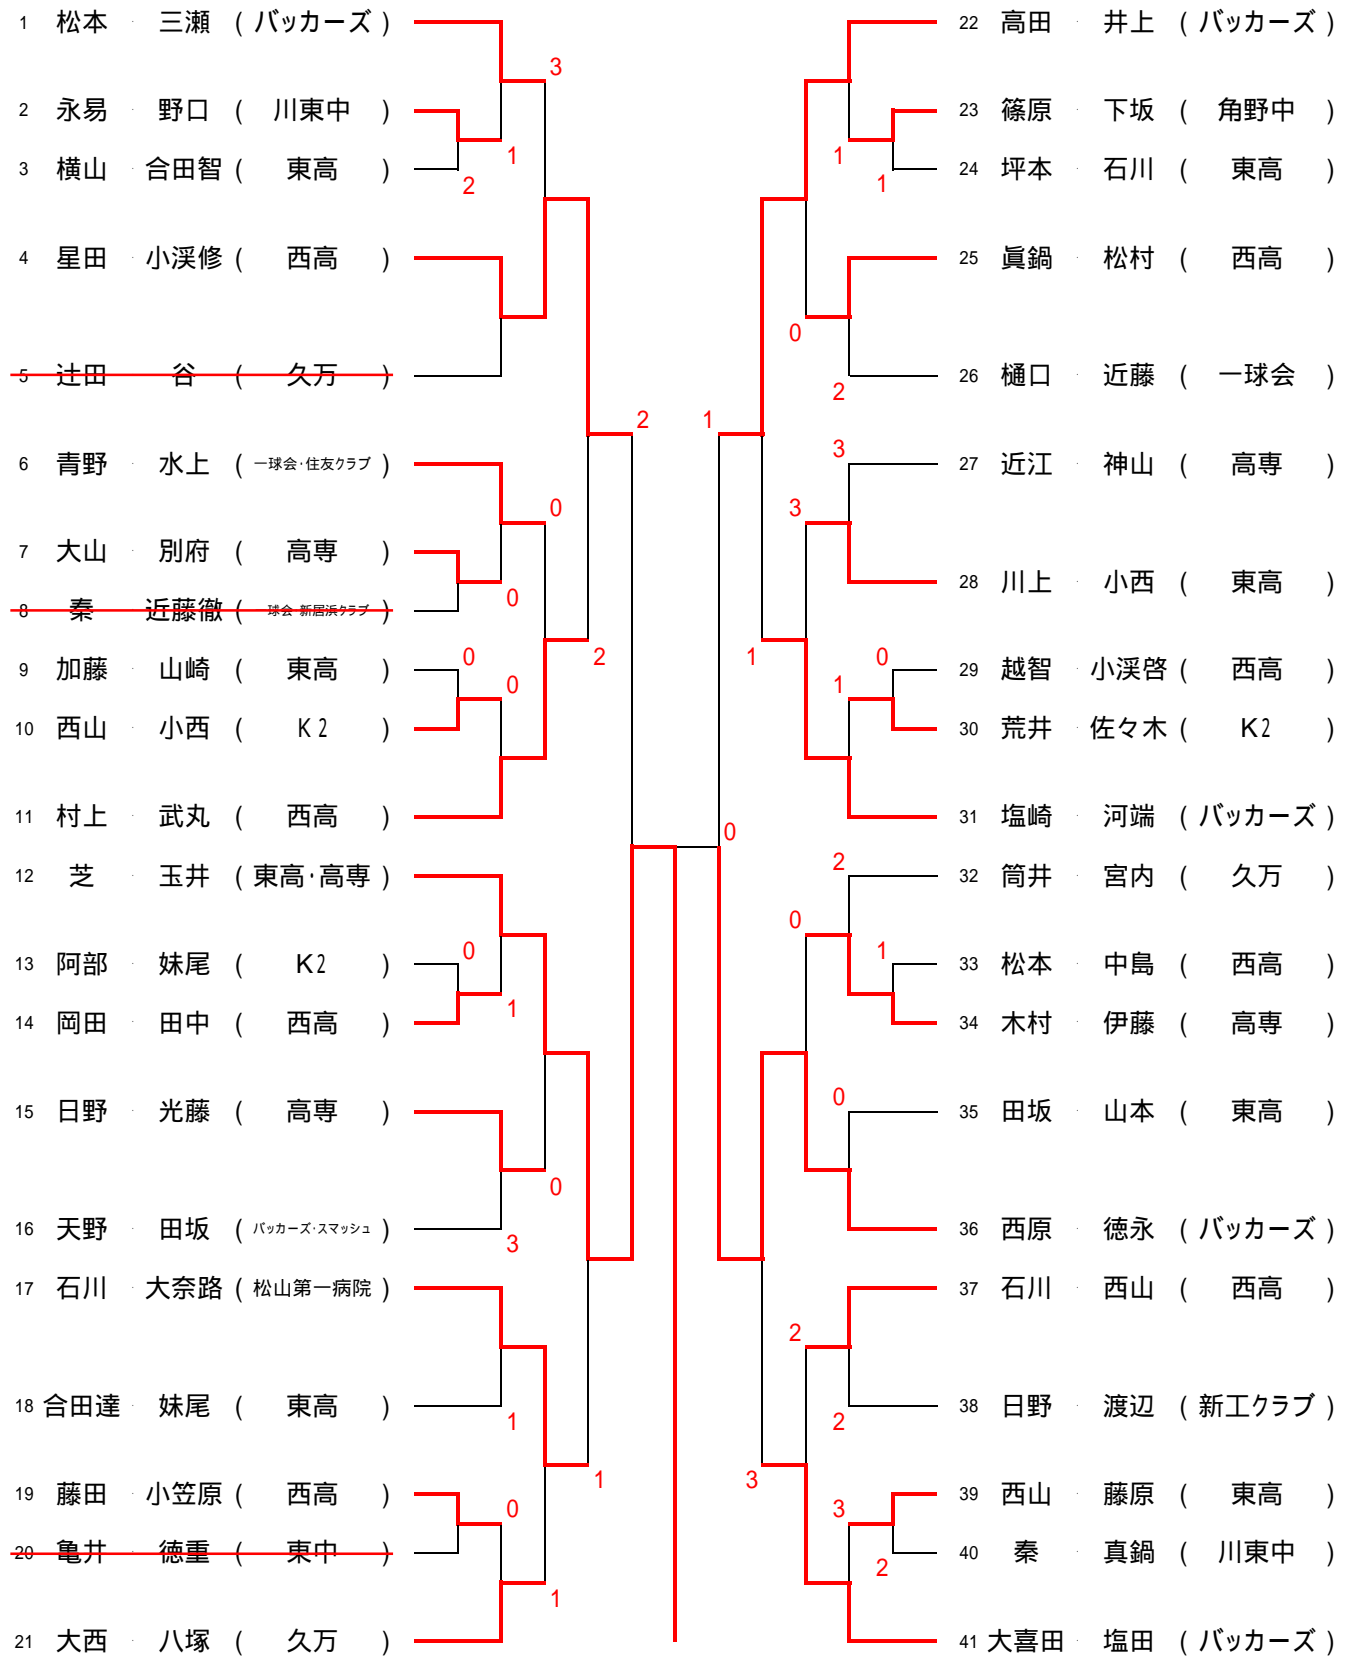 1 松本 · 三瀬 ( バッカーズ )
3
2 永易 · 野口 ( 川東中 )
1
3 横山 · 合田智 ( 東高 )
2
4 星田 · 小渓修 ( 西高 )
5 辻田 谷 ( 久万 )
2
6 青野 · 水上 ( 一球会・住友クラブ )
0
7 大山 · 別府 ( 高専 )
0
8 秦 近藤徹 ( 一球会・新居浜クラブ )
2
9 加藤 · 山崎 ( 東高 )
0
0
10 西山 · 小西 ( K2 )
11 村上 · 武丸 ( 西高 )
12 芝 · 玉井 ( 東高・高専 )
13 阿部 · 妹尾 ( K2 )
0
1
14 岡田 · 田中 ( 西高 )
15 日野 · 光藤 ( 高専 )
0
16 天野 · 田坂 ( バッカーズ・スマッシュ )
3
17 石川 · 大奈路 ( 松山第一病院 )
18 合田達 · 妹尾 ( 東高 )
1
1
19 藤田 · 小笠原 ( 西高 )
0
20 亀井 徳重 ( 東中 )
1
21 大西 · 八塚 ( 久万 )
22 高田 · 井上 ( バッカーズ )
23 篠原 · 下坂 ( 角野中 )
1
24 坪本 · 石川 ( 東高 )
1
25 眞鍋 · 松村 ( 西高 )
0
26 樋口 · 近藤 ( 一球会 )
2
1
3
27 近江 · 神山 ( 高専 )
3
28 川上 · 小西 ( 東高 )
1
29 越智 · 小渓啓 ( 西高 )
0
1
30 荒井 · 佐々木 ( K2 )
31 塩崎 · 河端 ( バッカーズ )
0
2
32 筒井 · 宮内 ( 久万 )
0
33 松本 · 中島 ( 西高 )
1
34 木村 · 伊藤 ( 高専 )
0
35 田坂 · 山本 ( 東高 )
36 西原 · 徳永 ( バッカーズ )
37 石川 · 西山 ( 西高 )
2
38 日野 · 渡辺 ( 新工クラブ )
2
3
39 西山 · 藤原 ( 東高 )
3
40 秦 · 真鍋 ( 川東中 )
2
41 大喜田 · 塩田 ( バッカーズ )